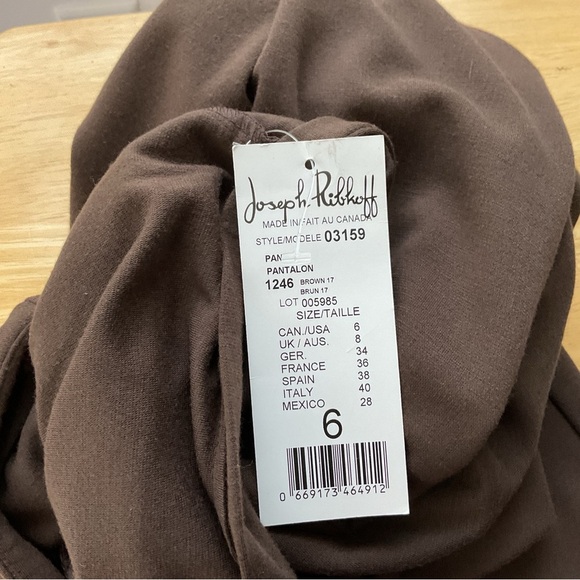 Joseph Ribkoff
MADE IN/FAIT AU CANADA
STYLE/MODELE 03159
PANTALON
1246 BROWN 17
BRUN 17
LOT 005985
SIZE/TAILLE
CAN./USA 6
UK / AUS. 8
GER. 34
FRANCE 36
SPAIN 38
ITALY 40
MEXICO 28
6
0 669173 464912